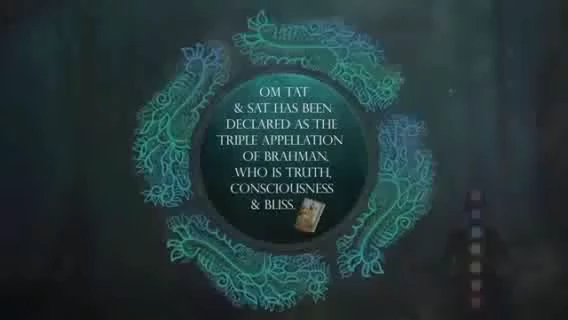 OM TAT
& SAT HAS BEEN
DECLARED AS THE
TRIPLE APPELLATION
OF BRAHMAN,
WHO IS TRUTH,
CONSCIOUSNESS
& BLISS.